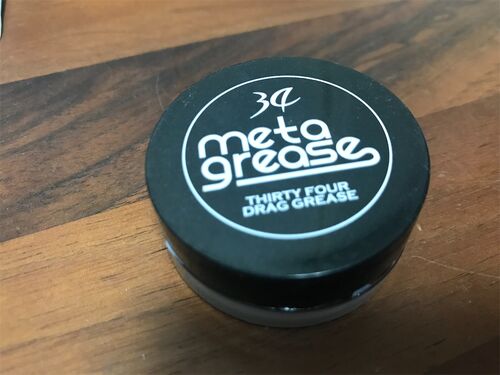 34
meta
grease
THIRTY FOUR
DRAG GREASE